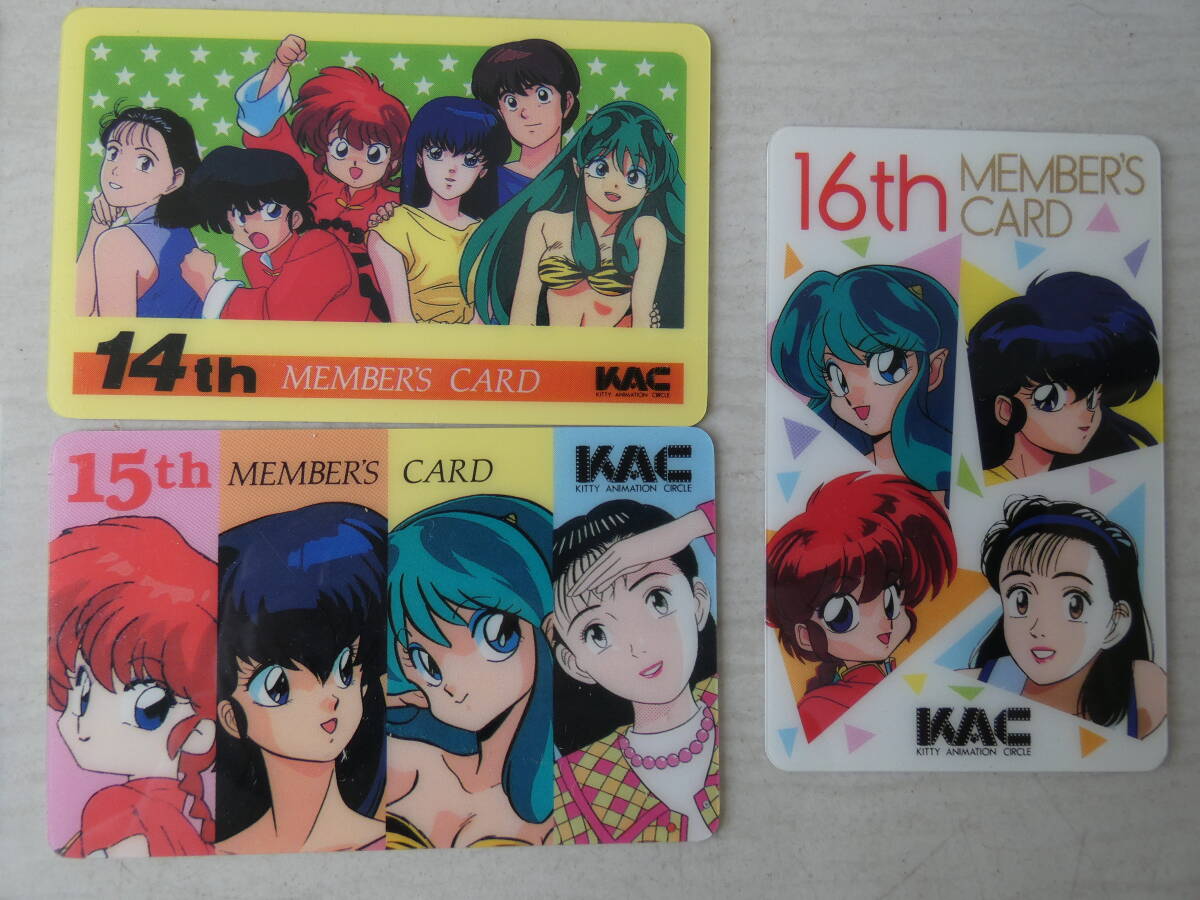 14th MEMBER'S CARD KAC
KITTY ANIMATION CIRCLE
15th MEMBER'S CARD KAC
KITTY ANIMATION CIRCLE
16th MEMBER'S
CARD
KAC
KITTY ANIMATION CIRCLE